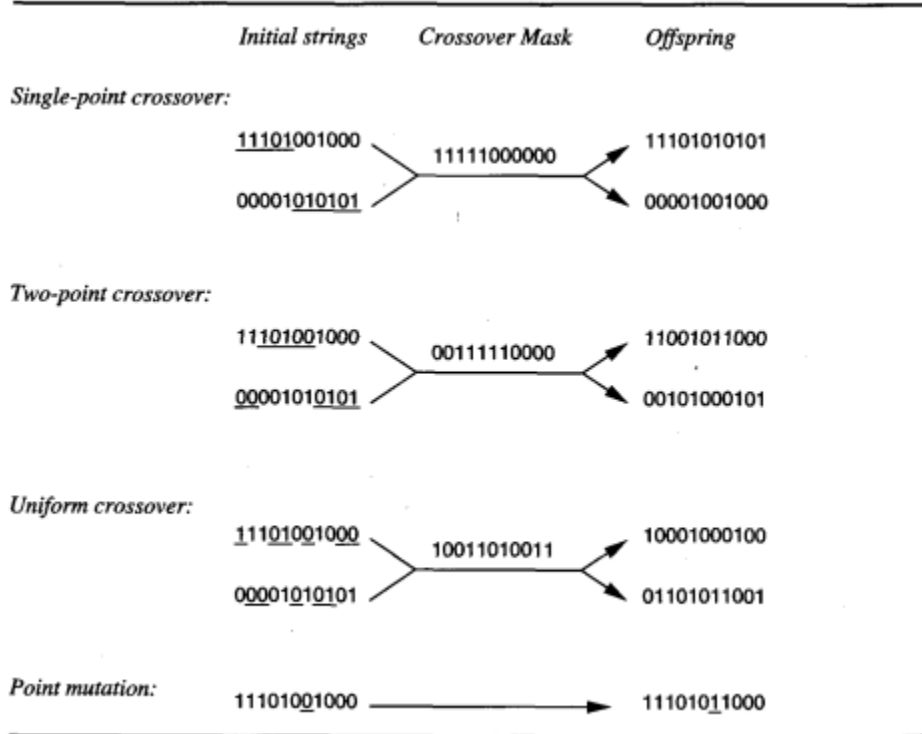 Initial strings Crossover Mask Offspring
Single-point crossover:
11101001000 11111000000 11101010101
00001010101 00001001000
Two-point crossover:
11101001000 00111110000 11001011000
00001010101 00101000101
Uniform crossover:
11101001000 10011010011 10001000100
00001010101 01101011001
Point mutation:
11101001000 11101011000